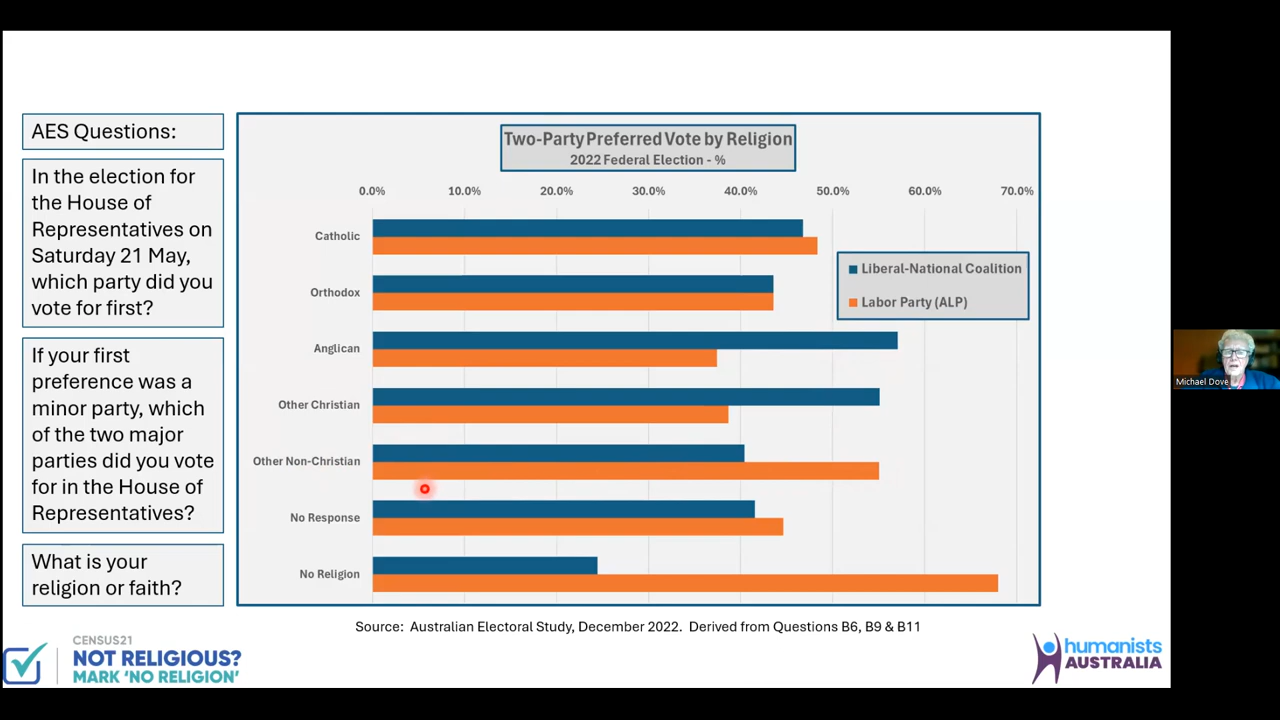 AES Questions:
In the election for
the House of
Representatives on
Saturday 21 May,
which party did you
vote for first?
If your first
preference was a
minor party, which
of the two major
parties did you vote
for in the House of
Representatives?
What is your
religion or faith?
Two-Party Preferred Vote by Religion
2022 Federal Election - %
0.0% 10.0% 20.0% 30.0% 40.0% 50.0% 60.0% 70.0%
Catholic
Orthodox
Anglican
Other Christian
Other Non-Christian
No Response
No Religion
Liberal-National Coalition
Labor Party (ALP)
Source: Australian Electoral Study, December 2022. Derived from Questions B6, B9 & B11
CENSUS21
NOT RELIGIOUS?
MARK 'NO RELIGION'
humanists
AUSTRALIA
Michael Dove